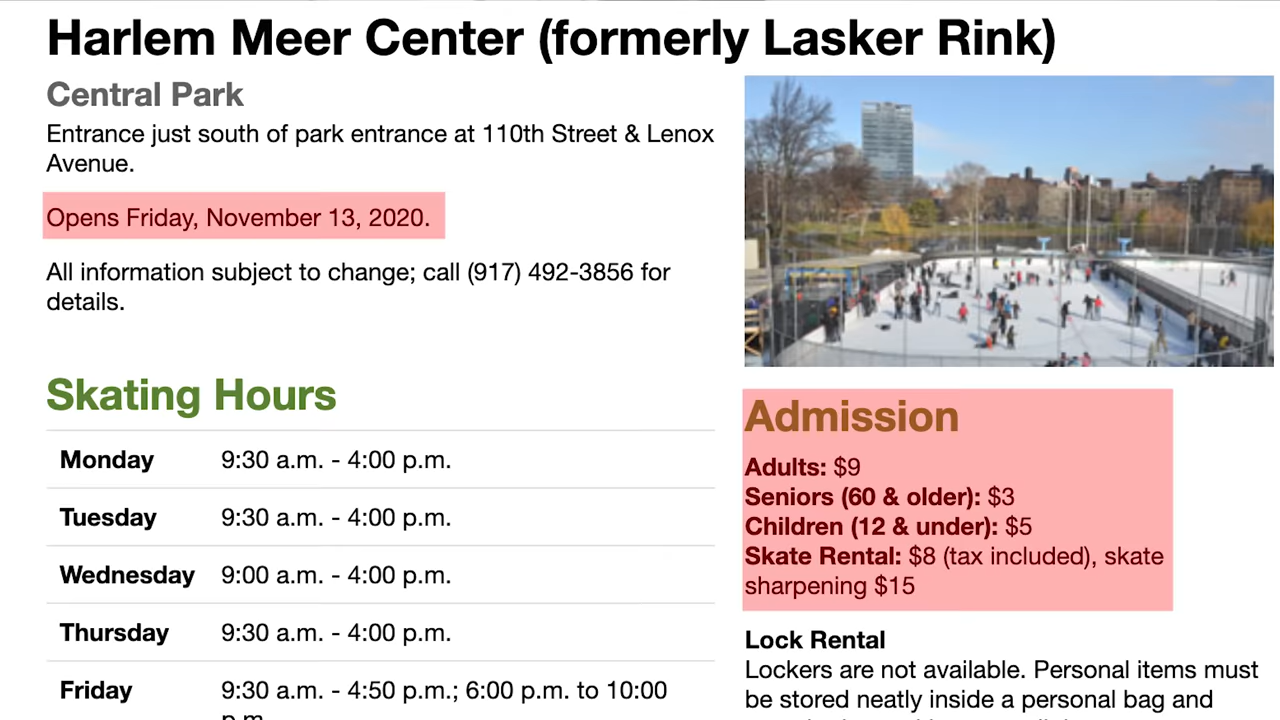 Harlem Meer Center (formerly Lasker Rink)
Central Park
Entrance just south of park entrance at 110th Street & Lenox
Avenue.
Opens Friday, November 13, 2020.
All information subject to change; call (917) 492-3856 for
details.
Skating Hours
Monday 9:30 a.m. - 4:00 p.m.
Tuesday 9:30 a.m. - 4:00 p.m.
Wednesday 9:00 a.m. - 4:00 p.m.
Thursday 9:30 a.m. - 4:00 p.m.
Friday 9:30 a.m. - 4:50 p.m.; 6:00 p.m. to 10:00
p.m.
Admission
Adults: $9
Seniors (60 & older): $3
Children (12 & under): $5
Skate Rental: $8 (tax included), skate
sharpening $15
Lock Rental
Lockers are not available. Personal items must
be stored neatly inside a personal bag and